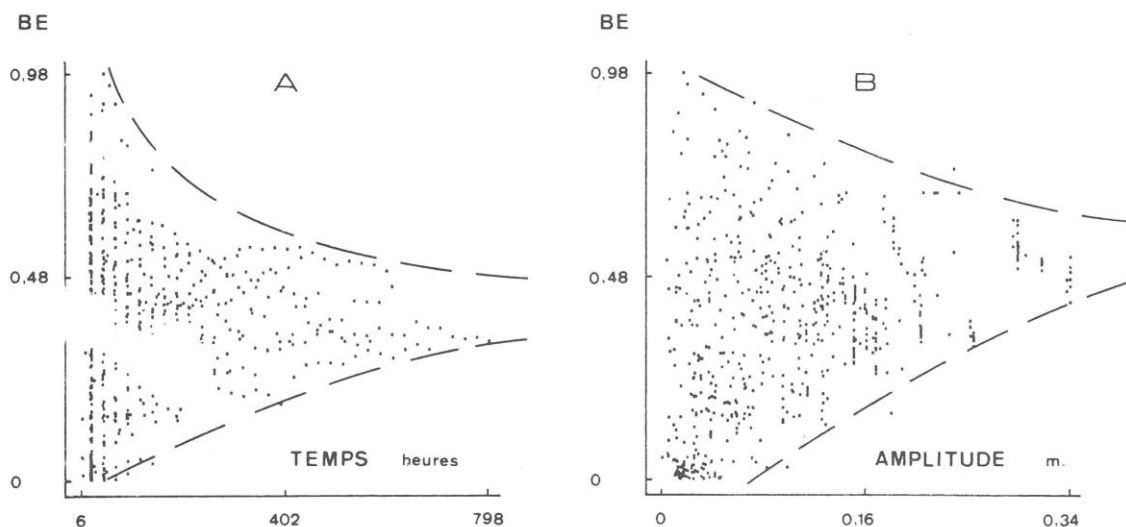 BE
A
0,98
0,48
0
TEMPS heures
6 402 798
BE
B
0,98
0,48
0
AMPLITUDE m.
0 0,16 0,34